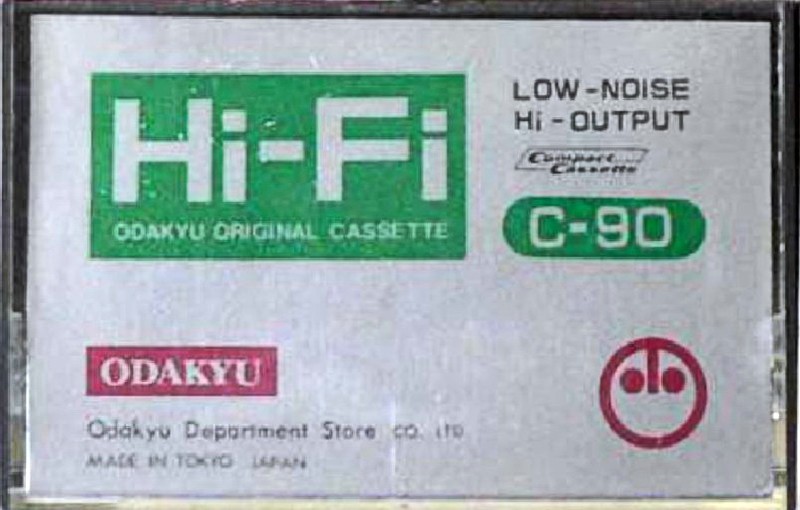 Hi-Fi
ODAKYU ORIGINAL CASSETTE
LOW-NOISE
Hi-OUTPUT
Compact
Cassette
C-90
ODAKYU
Odakyu Department Store CO. LTD
MADE IN TOKYO JAPAN